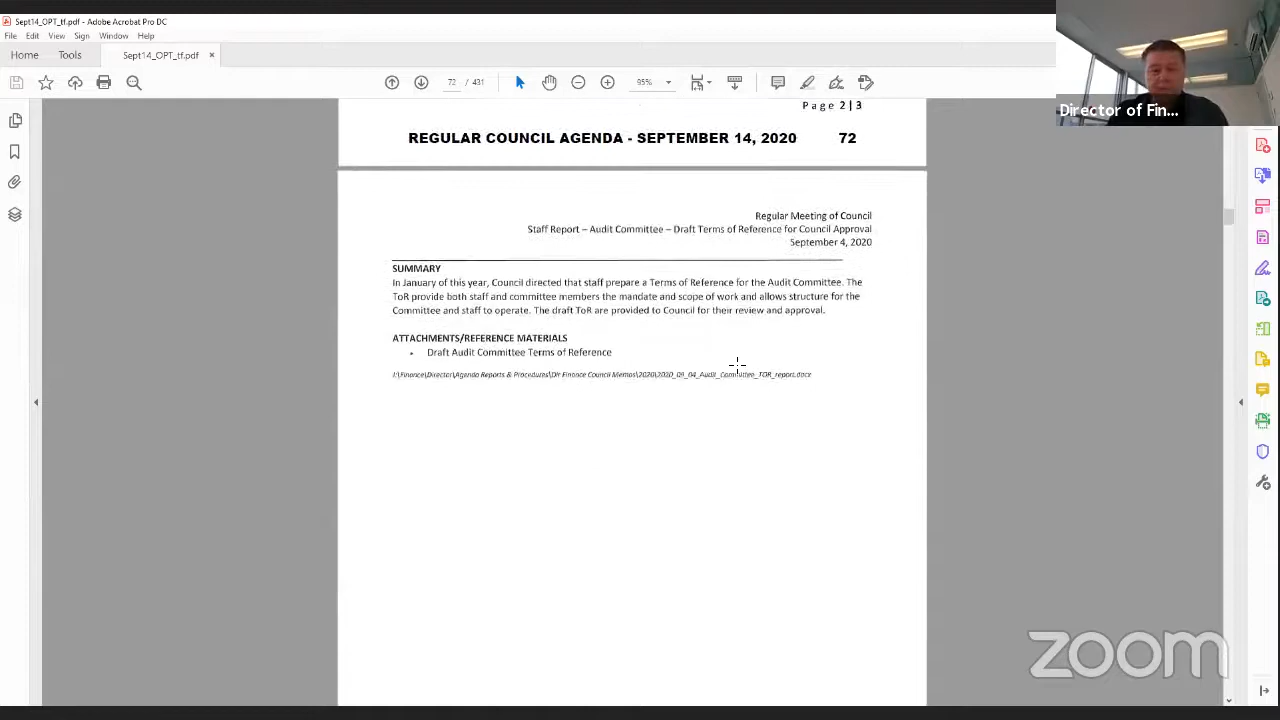 Sept14_OPT_tf.pdf - Adobe Acrobat Pro DC
File Edit View Sign Window Help
Home Tools Sept14_OPT_tf.pdf ×
72 / 431 95%
Page 2|3
REGULAR COUNCIL AGENDA - SEPTEMBER 14, 2020 72
Director of Fin...
Regular Meeting of Council
Staff Report – Audit Committee – Draft Terms of Reference for Council Approval
September 4, 2020
SUMMARY
In January of this year, Council directed that staff prepare a Terms of Reference for the Audit Committee. The
ToR provide both staff and committee members the mandate and scope of work and allows structure for the
Committee and staff to operate. The draft ToR are provided to Council for their review and approval.
ATTACHMENTS/REFERENCE MATERIALS
• Draft Audit Committee Terms of Reference
I:\Finance\Director\Agenda Reports & Procedures\Dir Finance Council Memos\2020\2020_09_04_Audit_Committee_TOR_report.docx
zoom